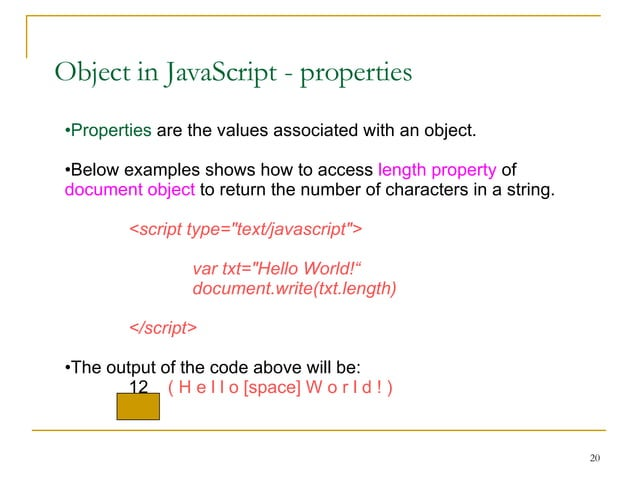 Object in JavaScript - properties
•Properties are the values associated with an object.
•Below examples shows how to access length property of
document object to return the number of characters in a string.
<script type="text/javascript">
var txt="Hello World!“
document.write(txt.length)
</script>
•The output of the code above will be:
12 ( H e l l o [space] W o r l d ! )
20